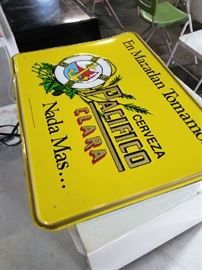 En Mazatlan Tomamos
CERVEZA
PACIFICO
CLARA
Nada Mas...